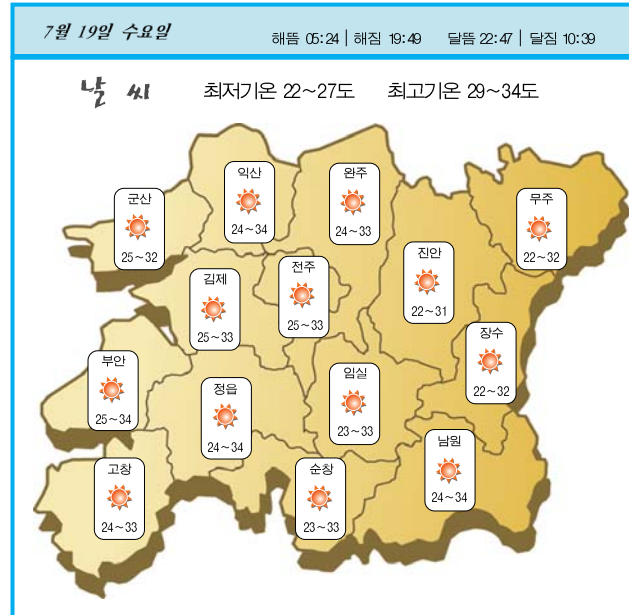 7월 19일 수요일
해뜸 05:24 | 해짐 19:49 달뜸 22:47 | 달짐 10:39
날 씨 최저기온 22~27도 최고기온 29~34도
익산
24~34
완주
24~33
군산
25~32
무주
22~32
진안
22~31
전주
25~33
김제
25~33
장수
22~32
부안
25~34
임실
23~33
정읍
24~34
남원
24~34
고창
24~33
순창
23~33